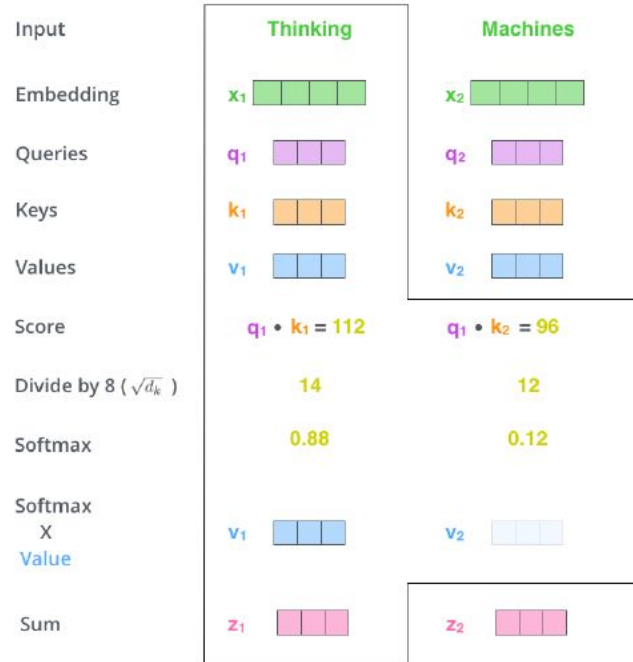 Input Thinking Machines
Embedding x₁ x₂
Queries q₁ q₂
Keys k₁ k₂
Values v₁ v₂
Score q₁ • k₁ = 112 q₁ • k₂ = 96
Divide by 8 ( √dₖ ) 14 12
Softmax 0.88 0.12
Softmax
X
Value
v₁ v₂
Sum z₁ z₂